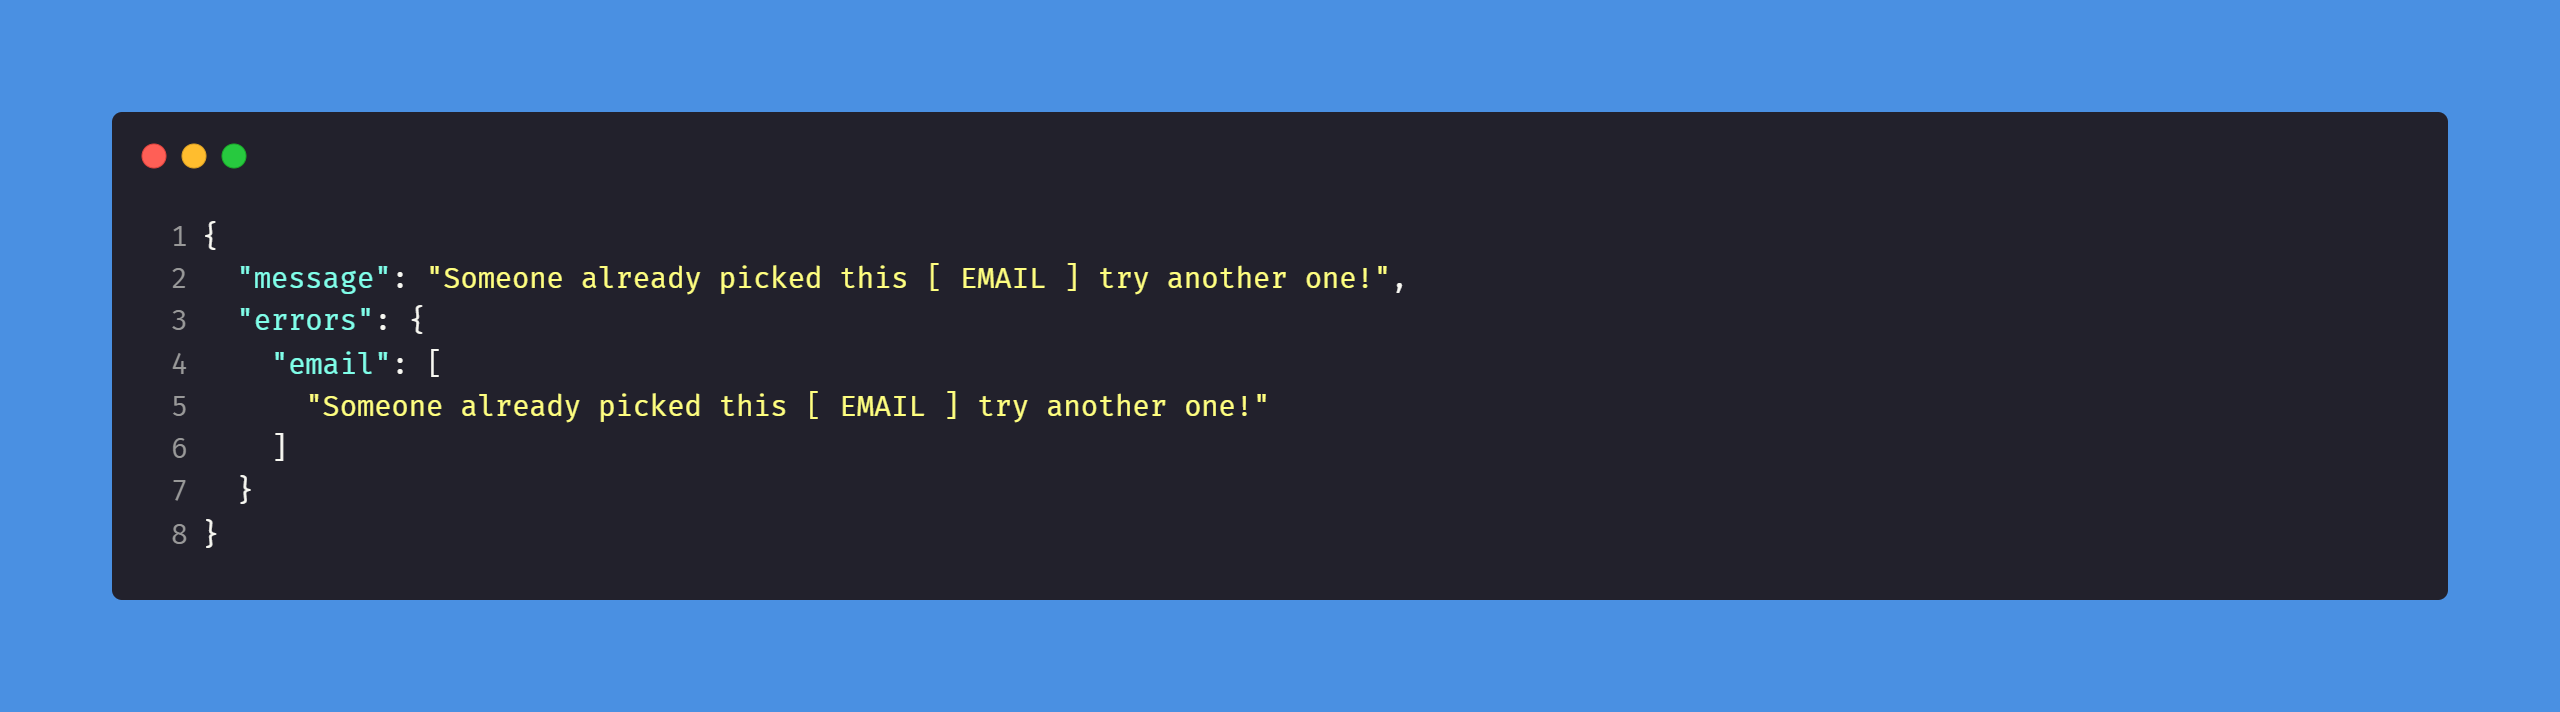 1 {
2   "message": "Someone already picked this [ EMAIL ] try another one!",
3   "errors": {
4     "email": [
5       "Someone already picked this [ EMAIL ] try another one!"
6     ]
7   }
8 }